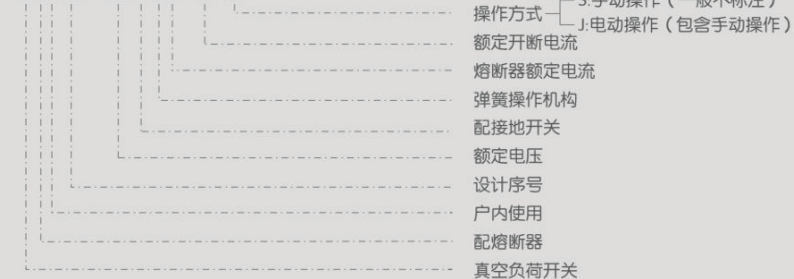 S:手动操作（一般不标注）
操作方式
J:电动操作（包含手动操作）
额定开断电流
熔断器额定电流
弹簧操作机构
配接地开关
额定电压
设计序号
户内使用
配熔断器
真空负荷开关